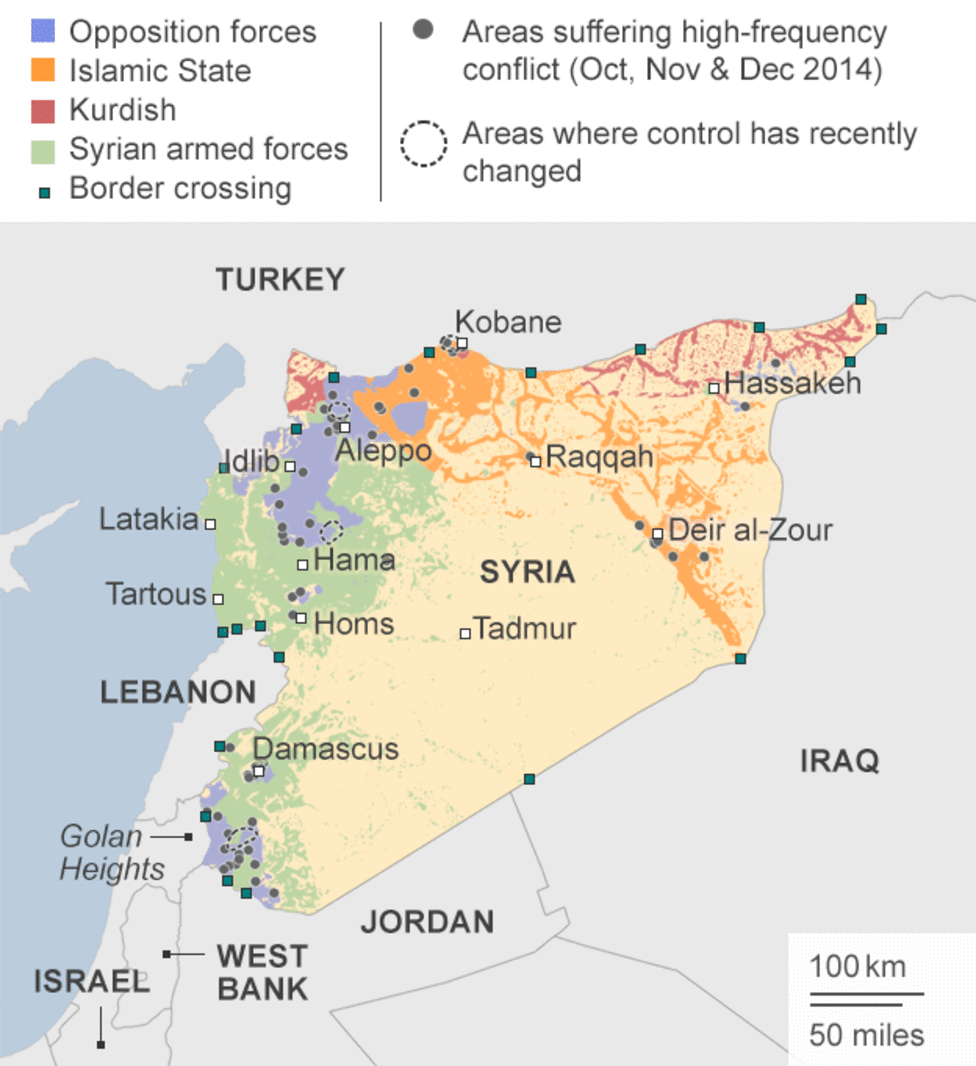 Opposition forces
Islamic State
Kurdish
Syrian armed forces
Border crossing
Areas suffering high-frequency
conflict (Oct, Nov & Dec 2014)
Areas where control has recently
changed
TURKEY
Kobane
Hassakeh
Aleppo
Idlib
Raqqah
Latakia
Deir al-Zour
Hama
SYRIA
Tartous
Homs
Tadmur
LEBANON
Damascus
IRAQ
Golan
Heights
JORDAN
WEST
BANK
ISRAEL
100 km
50 miles